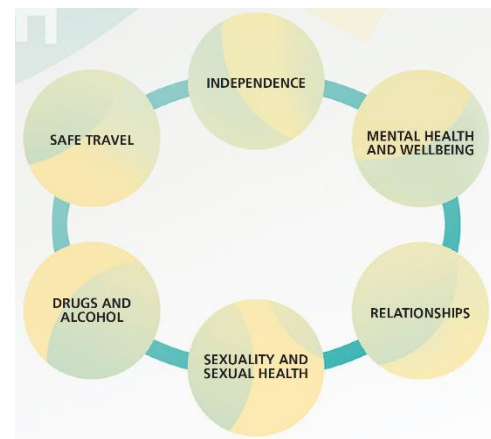 INDEPENDENCE
MENTAL HEALTH
AND WELLBEING
RELATIONSHIPS
SEXUALITY AND
SEXUAL HEALTH
DRUGS AND
ALCOHOL
SAFE TRAVEL